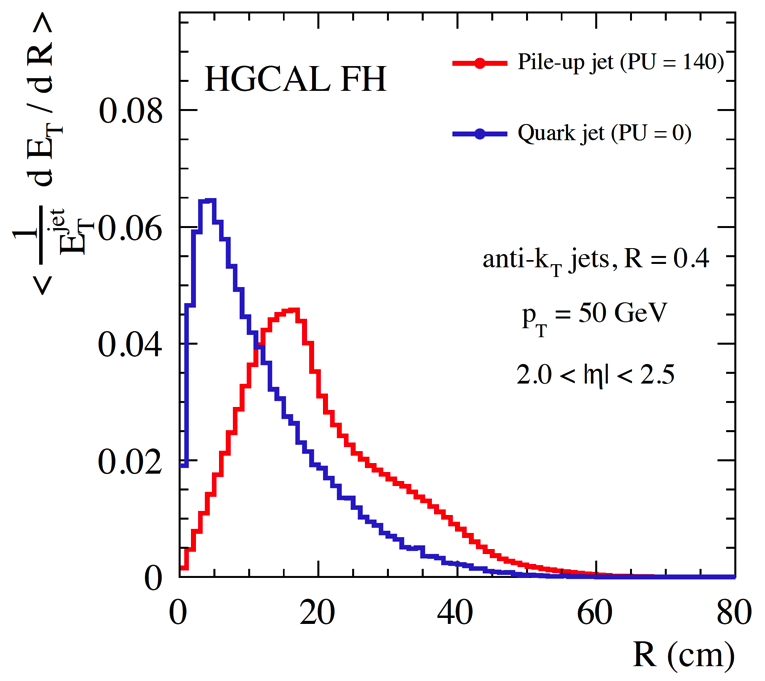 < 1/E_T^jet d E_T / d R >
HGCAL FH
Pile-up jet (PU = 140)
Quark jet (PU = 0)
anti-k_T jets, R = 0.4
p_T = 50 GeV
2.0 < |η| < 2.5
0.08
0.06
0.04
0.02
0
0 20 40 60 80
R (cm)